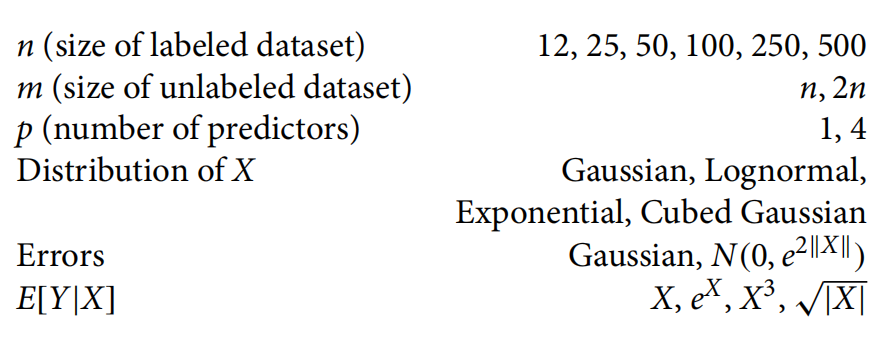 n (size of labeled dataset) 12, 25, 50, 100, 250, 500
m (size of unlabeled dataset) n, 2n
p (number of predictors) 1, 4
Distribution of X Gaussian, Lognormal,
Exponential, Cubed Gaussian
Errors Gaussian, N(0, e^{2‖X‖})
E[Y|X] X, e^X, X^3, √|X|